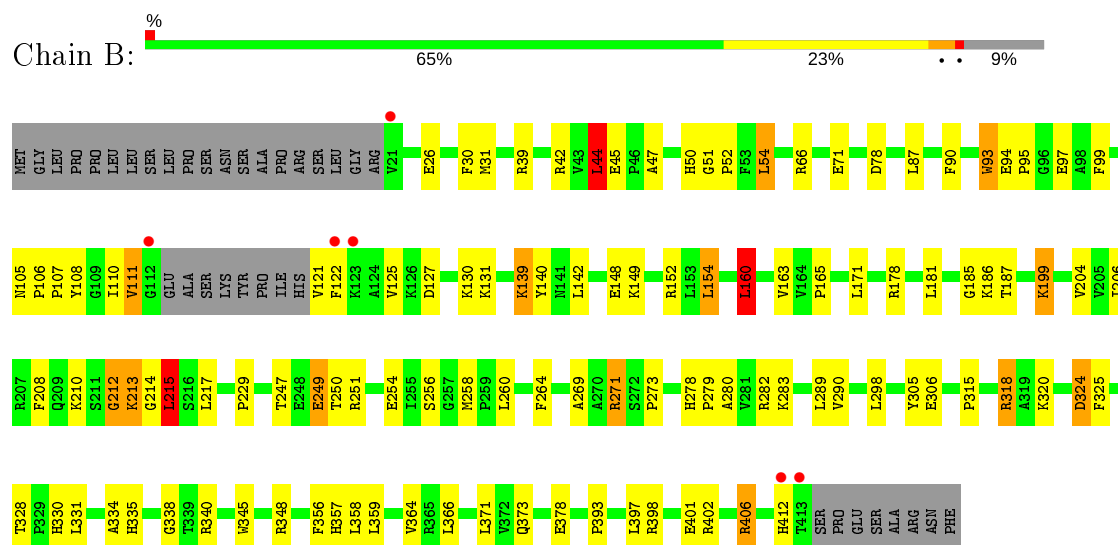 %
Chain B:
65% 23% • • 9%
MET GLY LEU PRO PRO LEU LEU SER LEU PRO SER ASN SER ALA PRO ARG SER LEU GLY ARG V21 E26 F30 M31 R39 R42 V43 L44 E45 P46 A47 H50 G51 P52 F53 L54 R66 E71 D78 L87 F90 W93 E94 P95 G96 E97 A98 F99
N105 P106 P107 Y108 G109 I110 V111 G112 GLU ALA SER LYS TYR PRO ILE HIS V121 F122 K123 A124 V125 K126 D127 K130 K131 K139 Y140 N141 L142 E148 K149 R152 L153 L154 L160 V163 V164 P165 L171 R178 L181 G185 K186 T187 K199 V204 V205 I206
R207 F208 Q209 K210 S211 G212 K213 G214 L215 S216 L217 P229 T247 E248 E249 T250 R251 E254 I255 S256 G257 M258 P259 L260 F264 A269 A270 R271 S272 P273 H278 P279 A280 V281 R282 K283 L289 V290 L298 Y305 E306 P315 R318 A319 K320 D324 F325
T328 P329 H330 L331 A334 H335 G338 T339 R340 W345 R348 F356 H357 L358 L359 V364 R365 L366 L371 V372 Q373 E378 P393 L397 R398 E401 R402 R406 H412 T413 SER PRO GLU SER ALA ARG ASN PHE